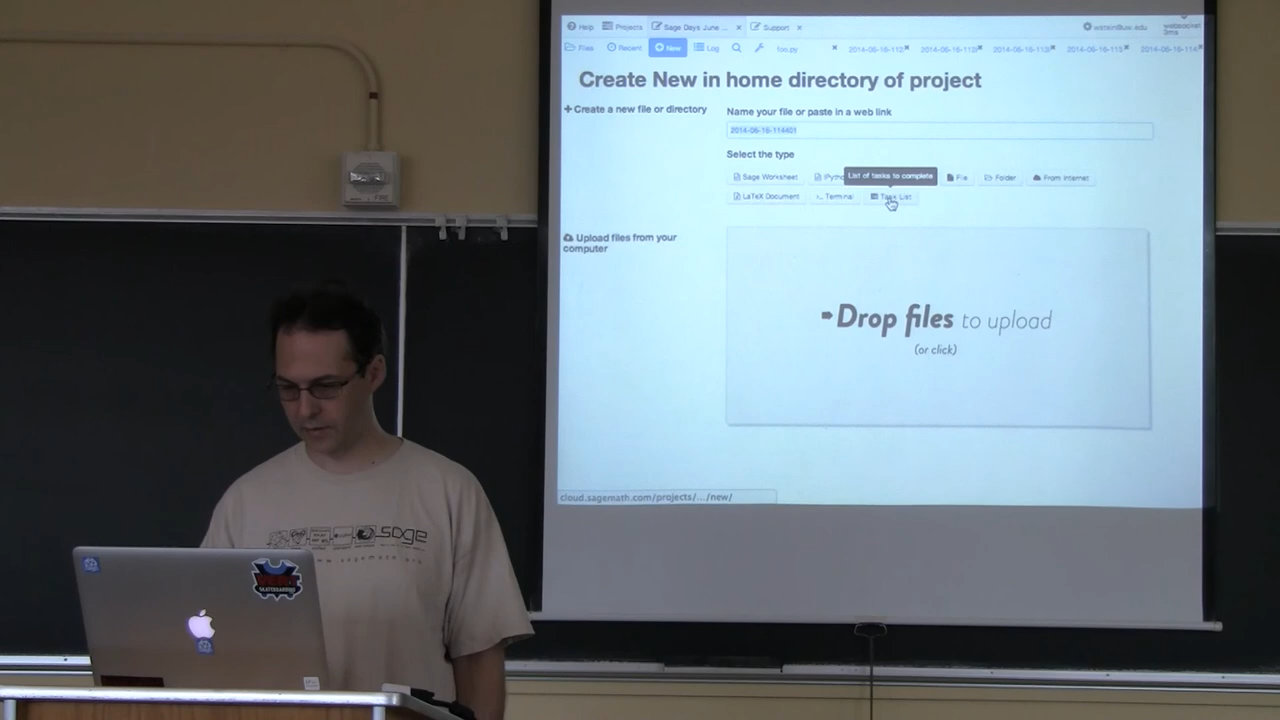 Help Projects Sage Days June ... × Support ×
Files Recent New Log foo.py 2014-06-16-112 2014-06-16-112 2014-06-16-113 2014-06-16-113 2014-06-16-114
Create New in home directory of project
Create a new file or directory
Name your file or paste in a web link
2014-06-16-114401
Select the type
Sage Worksheet List of tasks to complete File Folder From Internet
LaTeX Document Terminal Task List
Upload files from your
computer
Drop files to upload
(or click)
cloud.sagemath.com/projects/.../new/
sage
www.sagemath.org
FIRE